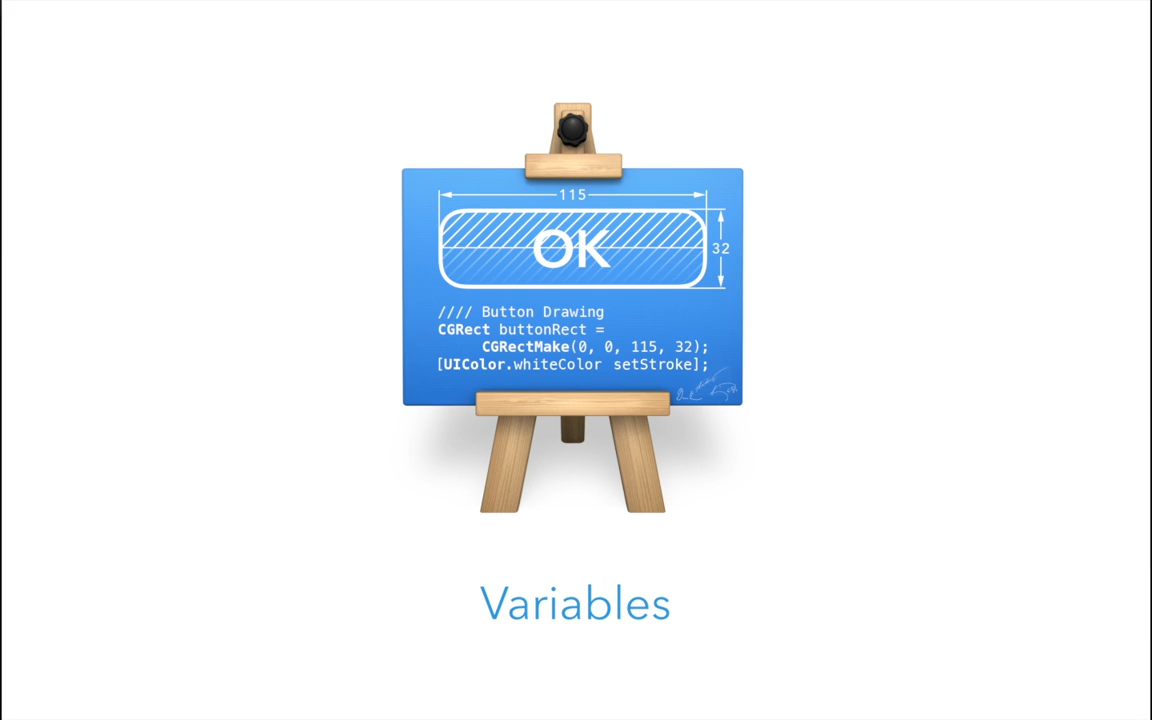 115
OK
32
//// Button Drawing
CGRect buttonRect =
CGRectMake(0, 0, 115, 32);
[UIColor.whiteColor setStroke];
Variables